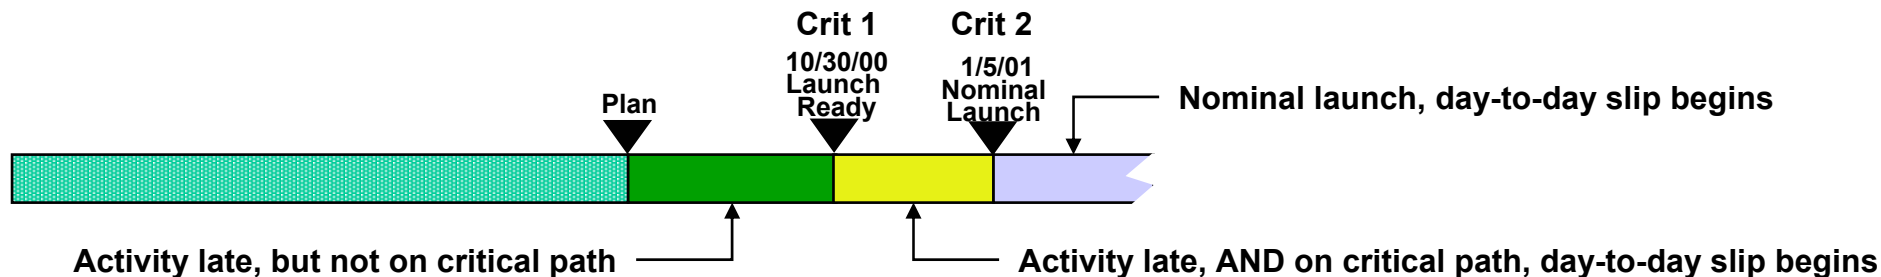 Crit 1
10/30/00
Launch
Ready
Crit 2
1/5/01
Nominal
Launch
Plan
Nominal launch, day-to-day slip begins
Activity late, but not on critical path
Activity late, AND on critical path, day-to-day slip begins